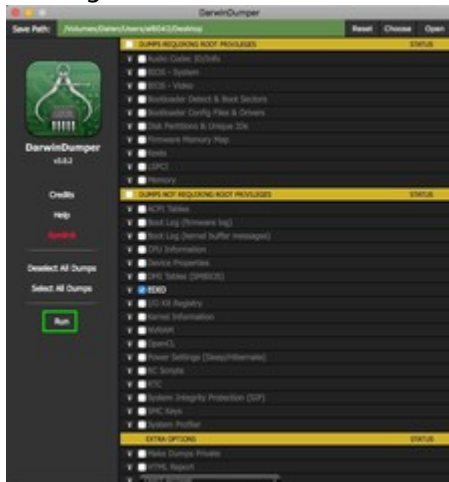 DarwinDumper
Save Path: /Volumes/Daten/Users/al6042/Desktop Reset Choose Open
DUMPS REQUIRING ROOT PRIVILEGES STATUS
Audio Codec ID/Info
BIOS - System
BIOS - Video
Bootloader Detect & Boot Sectors
Bootloader Config Files & Drivers
Disk Partitions & Unique IDs
Firmware Memory Map
Kexts
LSPCI
Memory
DarwinDumper
Credits
Help
Deselect All Dumps
Select All Dumps
Run
DUMPS NOT REQUIRING ROOT PRIVILEGES STATUS
ACPI Tables
Boot Log (firmware log)
Boot Log (kernel buffer messages)
CPU Information
Device Properties
DMI Tables (SMBIOS)
EDID
I/O Kit Registry
Kernel Information
NVRAM
OpenCL
Power Settings (Sleep/Hibernate)
RC Scripts
RTC
System Integrity Protection (SIP)
SMC Keys
System Profiler
EXTRA OPTIONS STATUS
Make Dumps Private
HTML Report